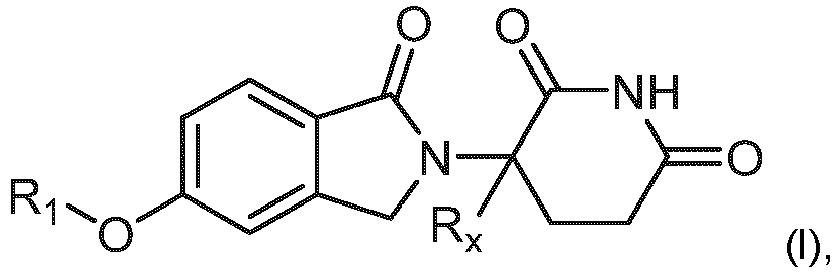 O O
NH
N O
R₁ O Rₓ
(I),